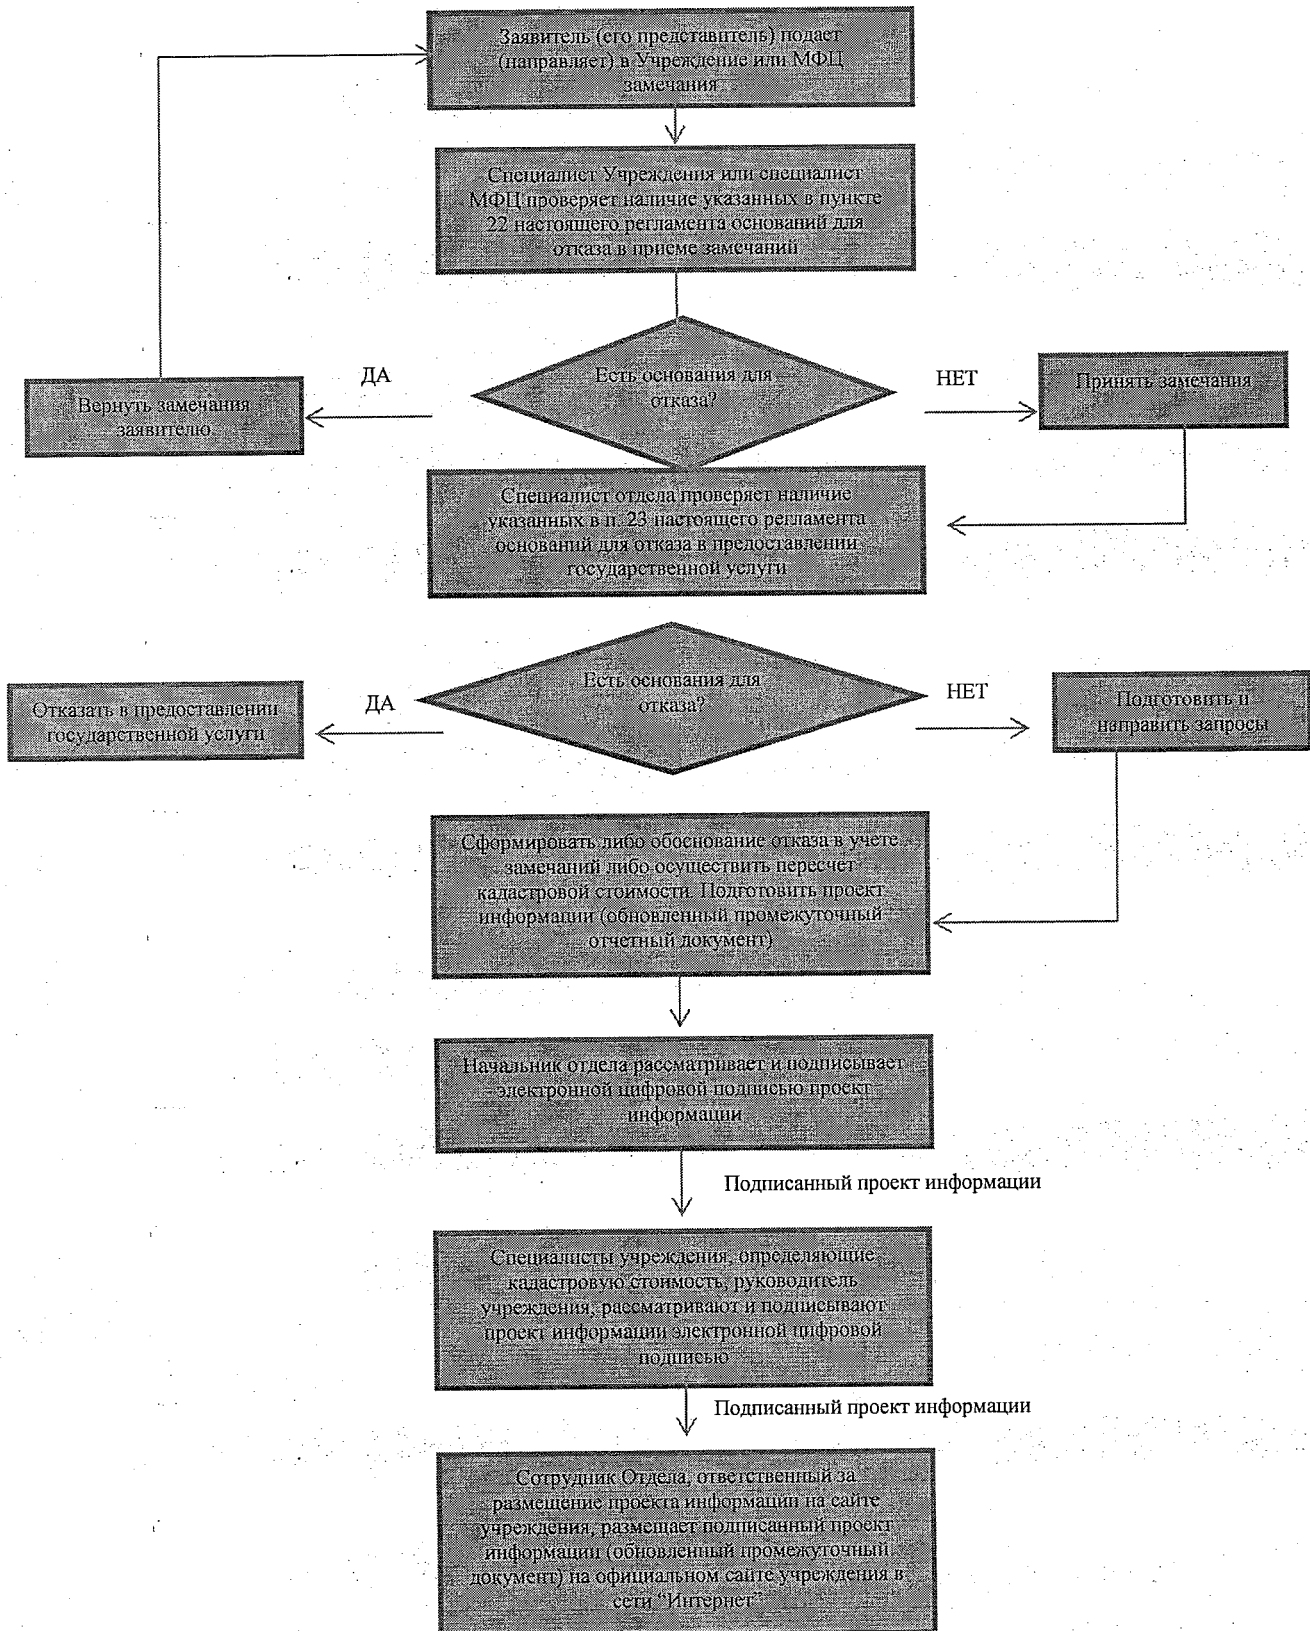 Заявитель (его представитель) подает
(направляет) в Учреждение или МФЦ
замечания
Специалист Учреждения или специалист
МФЦ проверяет наличие указанных в пункте
22 настоящего регламента оснований для
отказа в приеме замечаний
Есть основания для
отказа?
ДА
НЕТ
Вернуть замечания
заявителю.
Принять замечания
Специалист отдела проверяет наличие
указанных в п. 23 настоящего регламента
оснований для отказа в предоставлении
государственной услуги
Есть основания для
отказа?
ДА
НЕТ
Отказать в предоставлении
государственной услуги
Подготовить и
направить запросы
Сформировать либо обоснование отказа в учете
замечаний либо осуществить пересчет
кадастровой стоимости. Подготовить проект
информации (обновленный промежуточный
отчетный документ)
Начальник отдела рассматривает и подписывает
электронной цифровой подписью проект
информации
Подписанный проект информации
Специалисты учреждения, определяющие
кадастровую стоимость, руководитель
учреждения, рассматривают и подписывают
проект информации электронной цифровой
подписью
Подписанный проект информации
Сотрудник Отдела, ответственный за
размещение проекта информации на сайте
учреждения, размещает подписанный проект
информации (обновленный промежуточный
документ) на официальном сайте учреждения в
сети "Интернет"